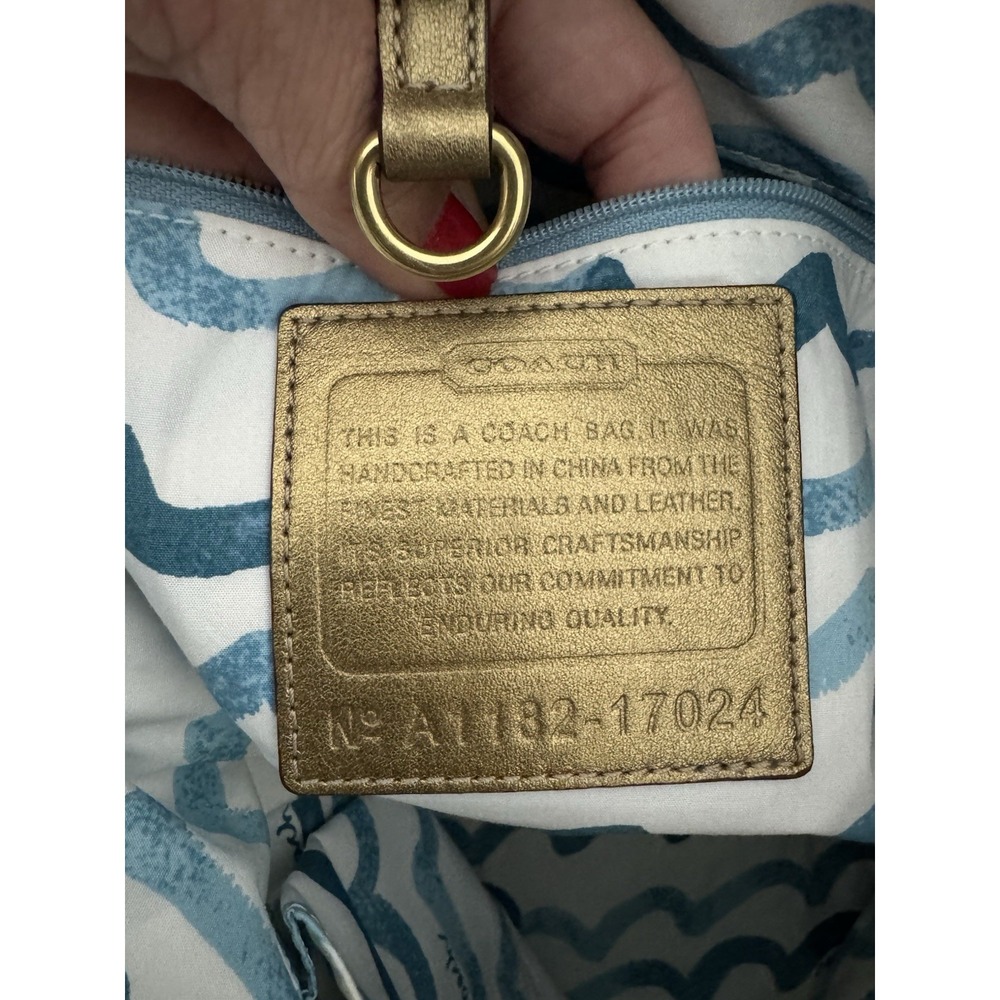 COACH
THIS IS A COACH BAG. IT WAS
HANDCRAFTED IN CHINA FROM THE
FINEST MATERIALS AND LEATHER.
ITS SUPERIOR CRAFTSMANSHIP
REFLECTS OUR COMMITMENT TO
ENDURING QUALITY.
Nº A1182-17024